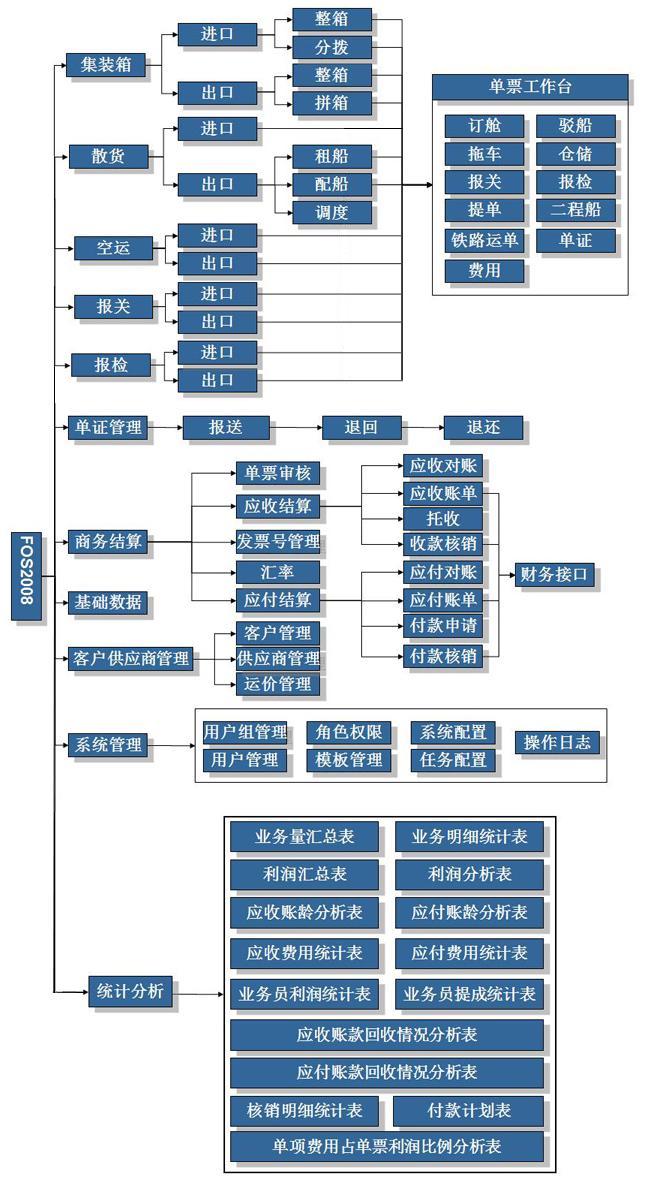 FOS2008
集装箱
进口
整箱
分拨
出口
整箱
拼箱
散货
进口
出口
租船
配船
调度
空运
进口
出口
报关
进口
出口
报检
进口
出口
单票工作台
订舱
驳船
拖车
仓储
报关
报检
提单
二程船
铁路运单
单证
费用
单证管理
报送
退回
退还
商务结算
单票审核
应收结算
应收对账
应收账单
托收
收款核销
发票号管理
汇率
应付结算
应付对账
应付账单
付款申请
付款核销
财务接口
基础数据
客户供应商管理
客户管理
供应商管理
运价管理
系统管理
用户组管理
角色权限
系统配置
操作日志
用户管理
模板管理
任务配置
统计分析
业务量汇总表
业务明细统计表
利润汇总表
利润分析表
应收账龄分析表
应付账龄分析表
应收费用统计表
应付费用统计表
业务员利润统计表
业务员提成统计表
应收账款回收情况分析表
应付账款回收情况分析表
核销明细统计表
付款计划表
单项费用占单票利润比例分析表